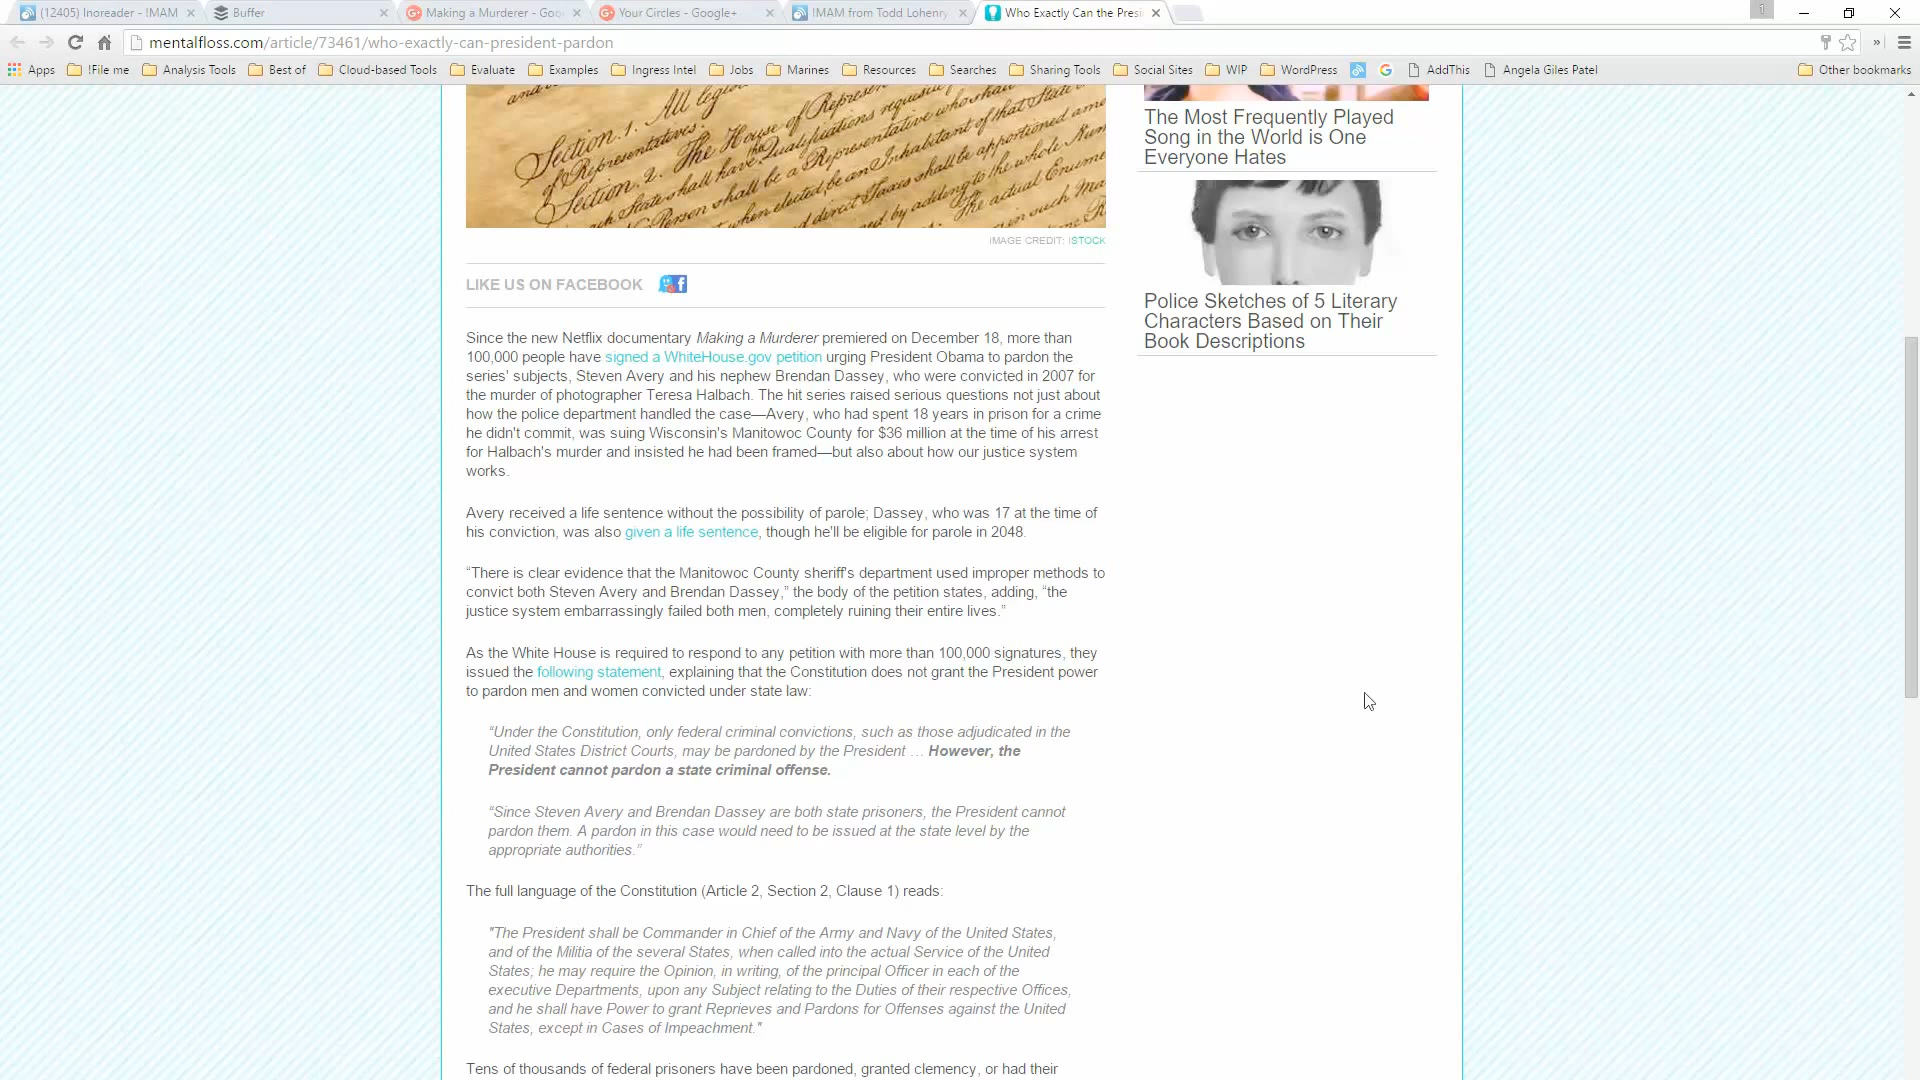 (12405) Inoreader - !MAM
Buffer
Making a Murderer - Goo
Your Circles - Google+
!MAM from Todd Lohenry
Who Exactly Can the Presi
1
mentalfloss.com/article/73461/who-exactly-can-president-pardon
»
Apps
!File me
Analysis Tools
Best of
Cloud-based Tools
Evaluate
Examples
Ingress Intel
Jobs
Marines
Resources
Searches
Sharing Tools
Social Sites
WIP
WordPress
AddThis
Angela Giles Patel
Other bookmarks
Section. 1. All legis
of Representatives.
Section. 2. The House of Represen
IMAGE CREDIT: ISTOCK
LIKE US ON FACEBOOK
Since the new Netflix documentary Making a Murderer premiered on December 18, more than
100,000 people have signed a WhiteHouse.gov petition urging President Obama to pardon the
series' subjects, Steven Avery and his nephew Brendan Dassey, who were convicted in 2007 for
the murder of photographer Teresa Halbach. The hit series raised serious questions not just about
how the police department handled the case—Avery, who had spent 18 years in prison for a crime
he didn't commit, was suing Wisconsin's Manitowoc County for $36 million at the time of his arrest
for Halbach's murder and insisted he had been framed—but also about how our justice system
works.
Avery received a life sentence without the possibility of parole; Dassey, who was 17 at the time of
his conviction, was also given a life sentence, though he'll be eligible for parole in 2048.
“There is clear evidence that the Manitowoc County sheriff's department used improper methods to
convict both Steven Avery and Brendan Dassey,” the body of the petition states, adding, “the
justice system embarrassingly failed both men, completely ruining their entire lives.”
As the White House is required to respond to any petition with more than 100,000 signatures, they
issued the following statement, explaining that the Constitution does not grant the President power
to pardon men and women convicted under state law:
“Under the Constitution, only federal criminal convictions, such as those adjudicated in the
United States District Courts, may be pardoned by the President … However, the
President cannot pardon a state criminal offense.
“Since Steven Avery and Brendan Dassey are both state prisoners, the President cannot
pardon them. A pardon in this case would need to be issued at the state level by the
appropriate authorities.”
The full language of the Constitution (Article 2, Section 2, Clause 1) reads:
"The President shall be Commander in Chief of the Army and Navy of the United States,
and of the Militia of the several States, when called into the actual Service of the United
States; he may require the Opinion, in writing, of the principal Officer in each of the
executive Departments, upon any Subject relating to the Duties of their respective Offices,
and he shall have Power to grant Reprieves and Pardons for Offenses against the United
States, except in Cases of Impeachment."
Tens of thousands of federal prisoners have been pardoned, granted clemency, or had their
The Most Frequently Played
Song in the World is One
Everyone Hates
Police Sketches of 5 Literary
Characters Based on Their
Book Descriptions